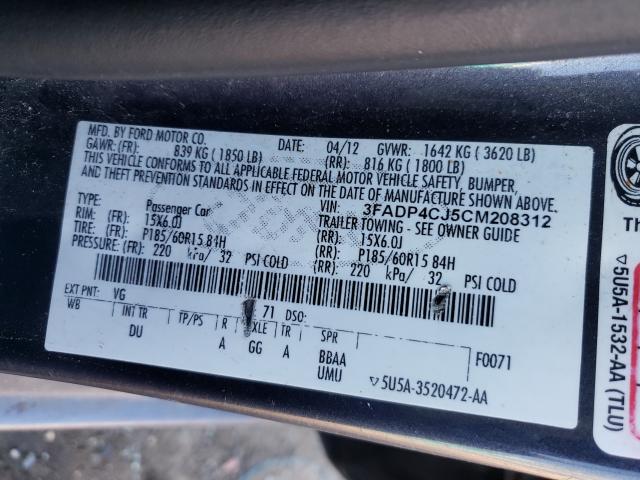 MFD. BY FORD MOTOR CO.
DATE: 04/12 GVWR: 1642 KG ( 3620 LB)
GAWR: (FR): 839 KG ( 1850 LB) (RR): 816 KG ( 1800 LB)
THIS VEHICLE CONFORMS TO ALL APPLICABLE FEDERAL MOTOR VEHICLE SAFETY, BUMPER,
AND THEFT PREVENTION STANDARDS IN EFFECT ON THE DATE OF MANUFACTURE SHOWN ABOVE.
VIN: 3FADP4CJ5CM208312
TYPE: Passenger Car TRAILER TOWING - SEE OWNER GUIDE
RIM: (FR): 15X6.0J (RR): 15X6.0J
TIRE: (FR): P185/60R15 84H (RR): P185/60R15 84H
PRESSURE: (FR): 220 kPa/ 32 PSI COLD (RR): 220 kPa/ 32 PSI COLD
EXT PNT: VG 71 DSO:
WB INT TR TP/PS R AXLE TR SPR F0071
DU A GG A BBAA
UMU ▽5U5A-3520472-AA
▽5U5A-1532-AA (TLU)